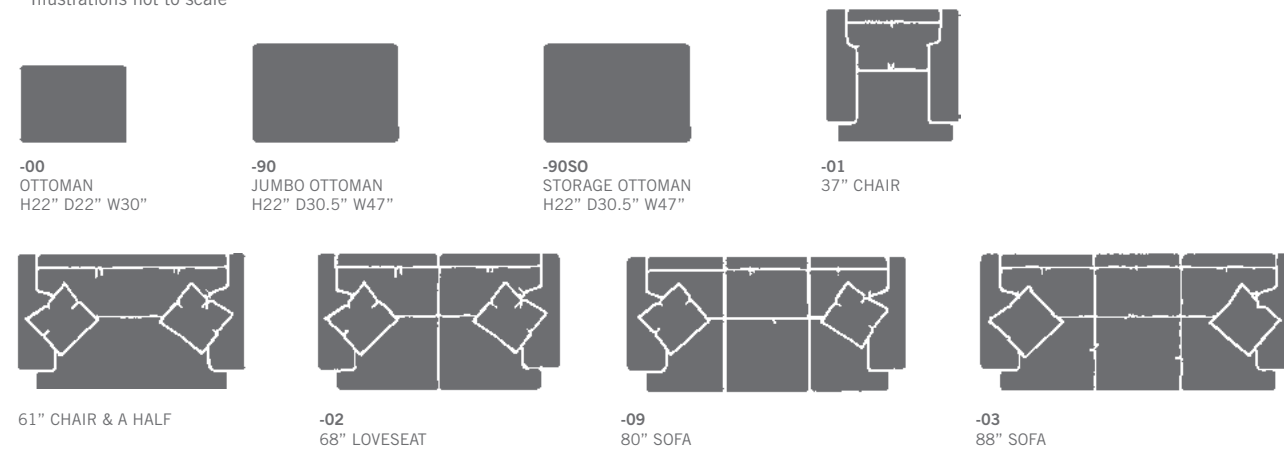 Illustrations not to scale
-00
OTTOMAN
H22” D22” W30”
-90
JUMBO OTTOMAN
H22” D30.5” W47”
-90SO
STORAGE OTTOMAN
H22” D30.5” W47”
-01
37” CHAIR
61” CHAIR & A HALF
-02
68” LOVESEAT
-09
80” SOFA
-03
88” SOFA